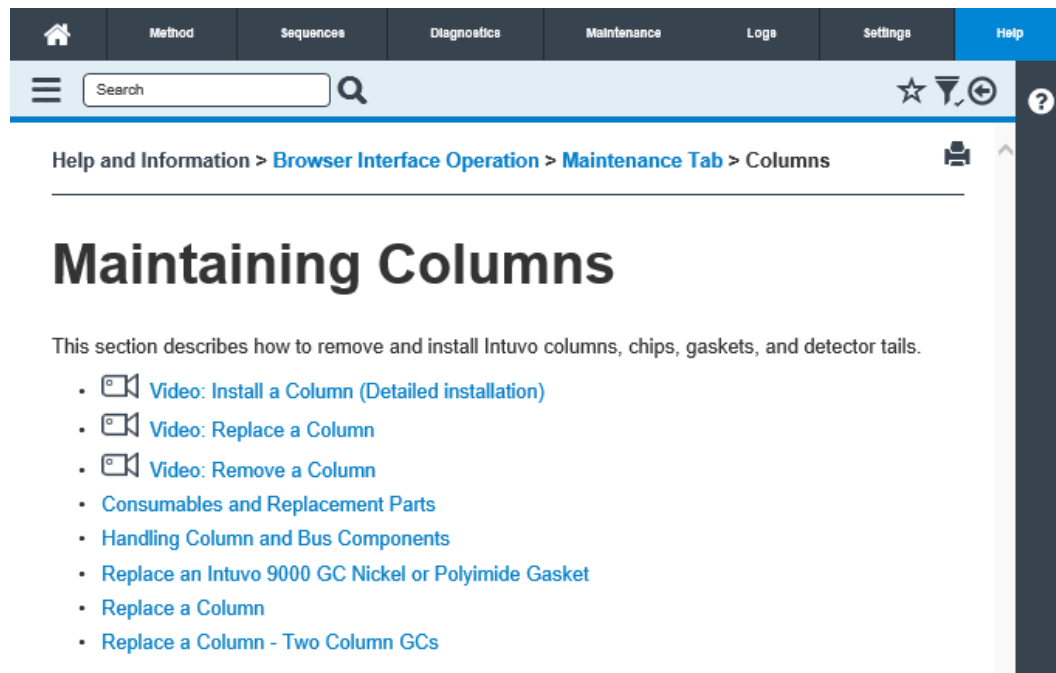 Method Sequences Diagnostics Maintenance Logs Settings Help
Search
?
Help and Information > Browser Interface Operation > Maintenance Tab > Columns
Maintaining Columns
This section describes how to remove and install Intuvo columns, chips, gaskets, and detector tails.
• Video: Install a Column (Detailed installation)
• Video: Replace a Column
• Video: Remove a Column
• Consumables and Replacement Parts
• Handling Column and Bus Components
• Replace an Intuvo 9000 GC Nickel or Polyimide Gasket
• Replace a Column
• Replace a Column - Two Column GCs